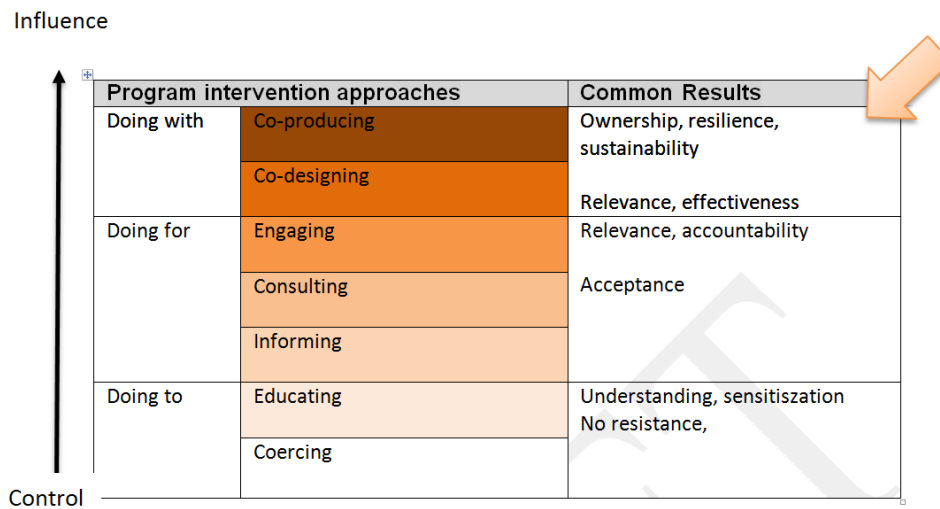 Influence
Program intervention approaches Common Results
Doing with Co-producing Ownership, resilience,
sustainability
Co-designing
Relevance, effectiveness
Doing for Engaging Relevance, accountability
Consulting Acceptance
Informing
Doing to Educating Understanding, sensitiszation
No resistance,
Coercing
Control